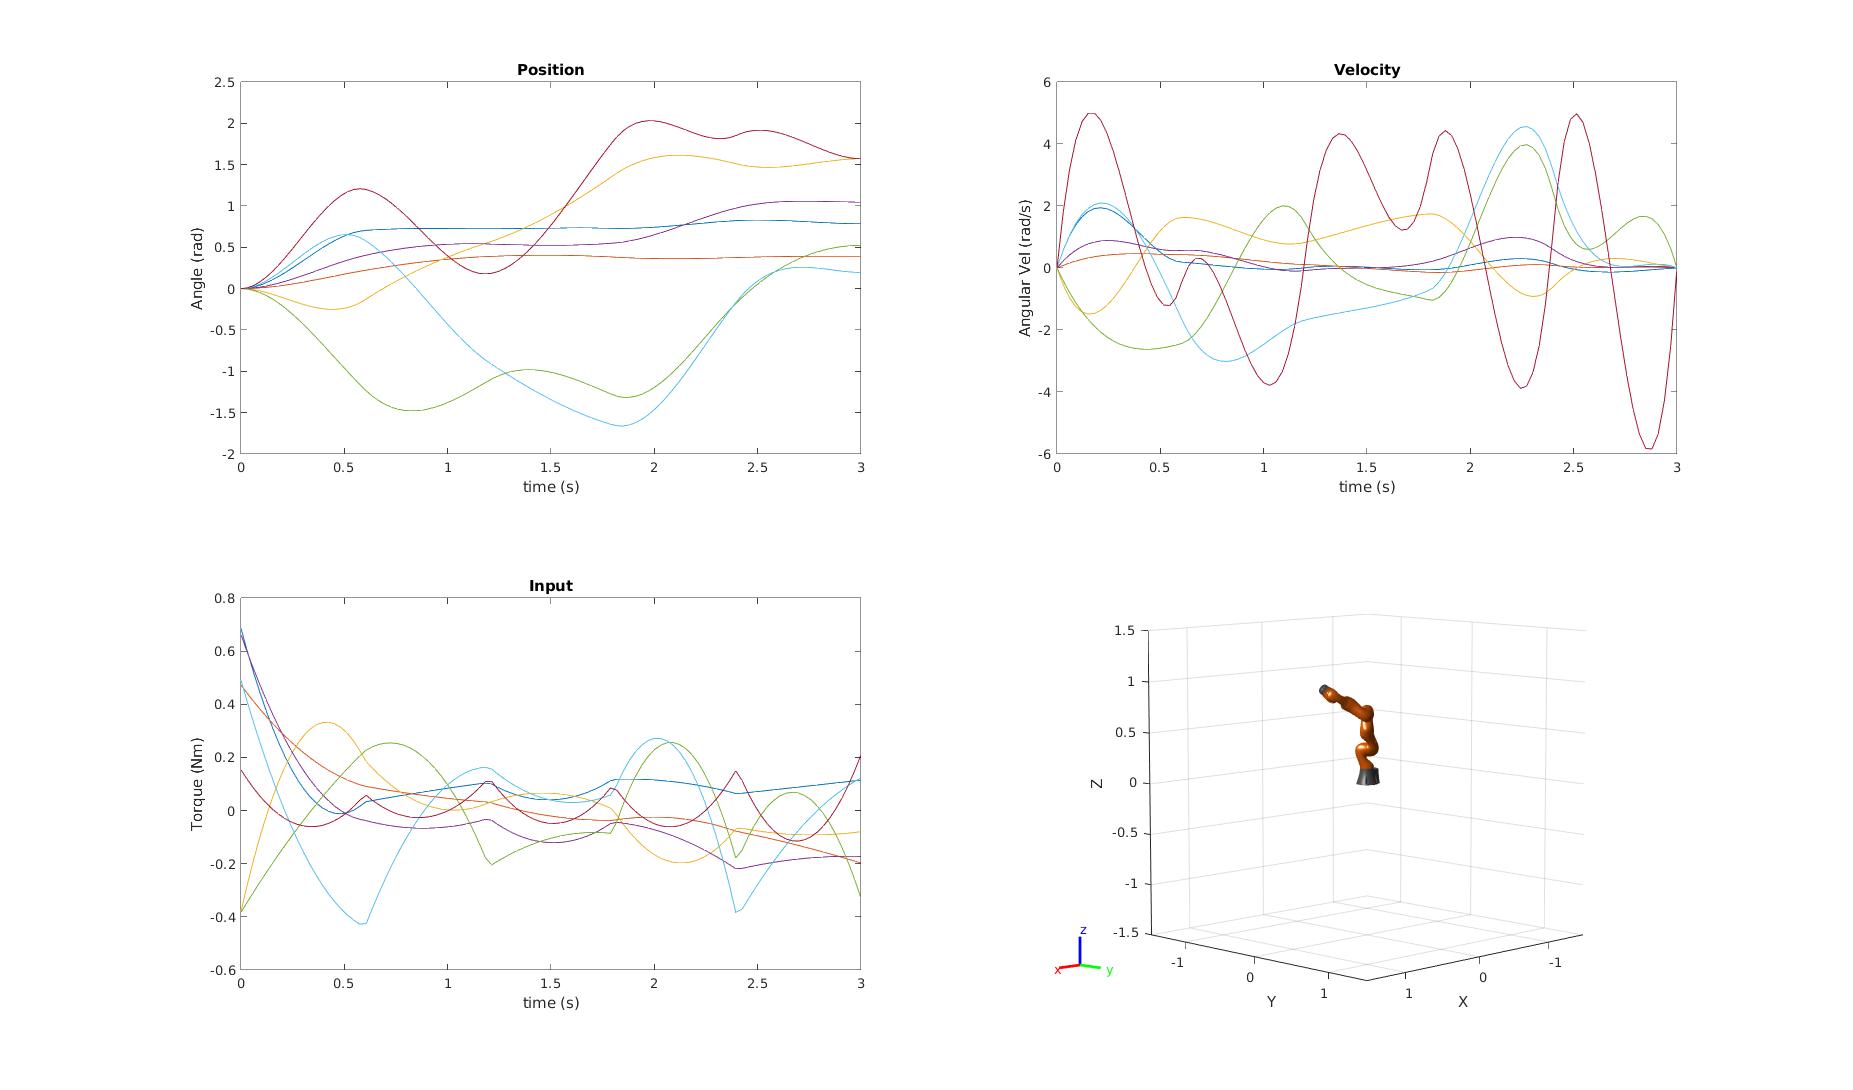 Position
2.5
2
1.5
1
0.5
0
-0.5
-1
-1.5
-2
Angle (rad)
0 0.5 1 1.5 2 2.5 3
time (s)
Velocity
6
4
2
0
-2
-4
-6
Angular Vel (rad/s)
0 0.5 1 1.5 2 2.5 3
time (s)
Input
0.8
0.6
0.4
0.2
0
-0.2
-0.4
-0.6
Torque (Nm)
0 0.5 1 1.5 2 2.5 3
time (s)
1.5
1
0.5
0
-0.5
-1
-1.5
Z
-1 0 1
Y
1 0 -1
X
z
x
y